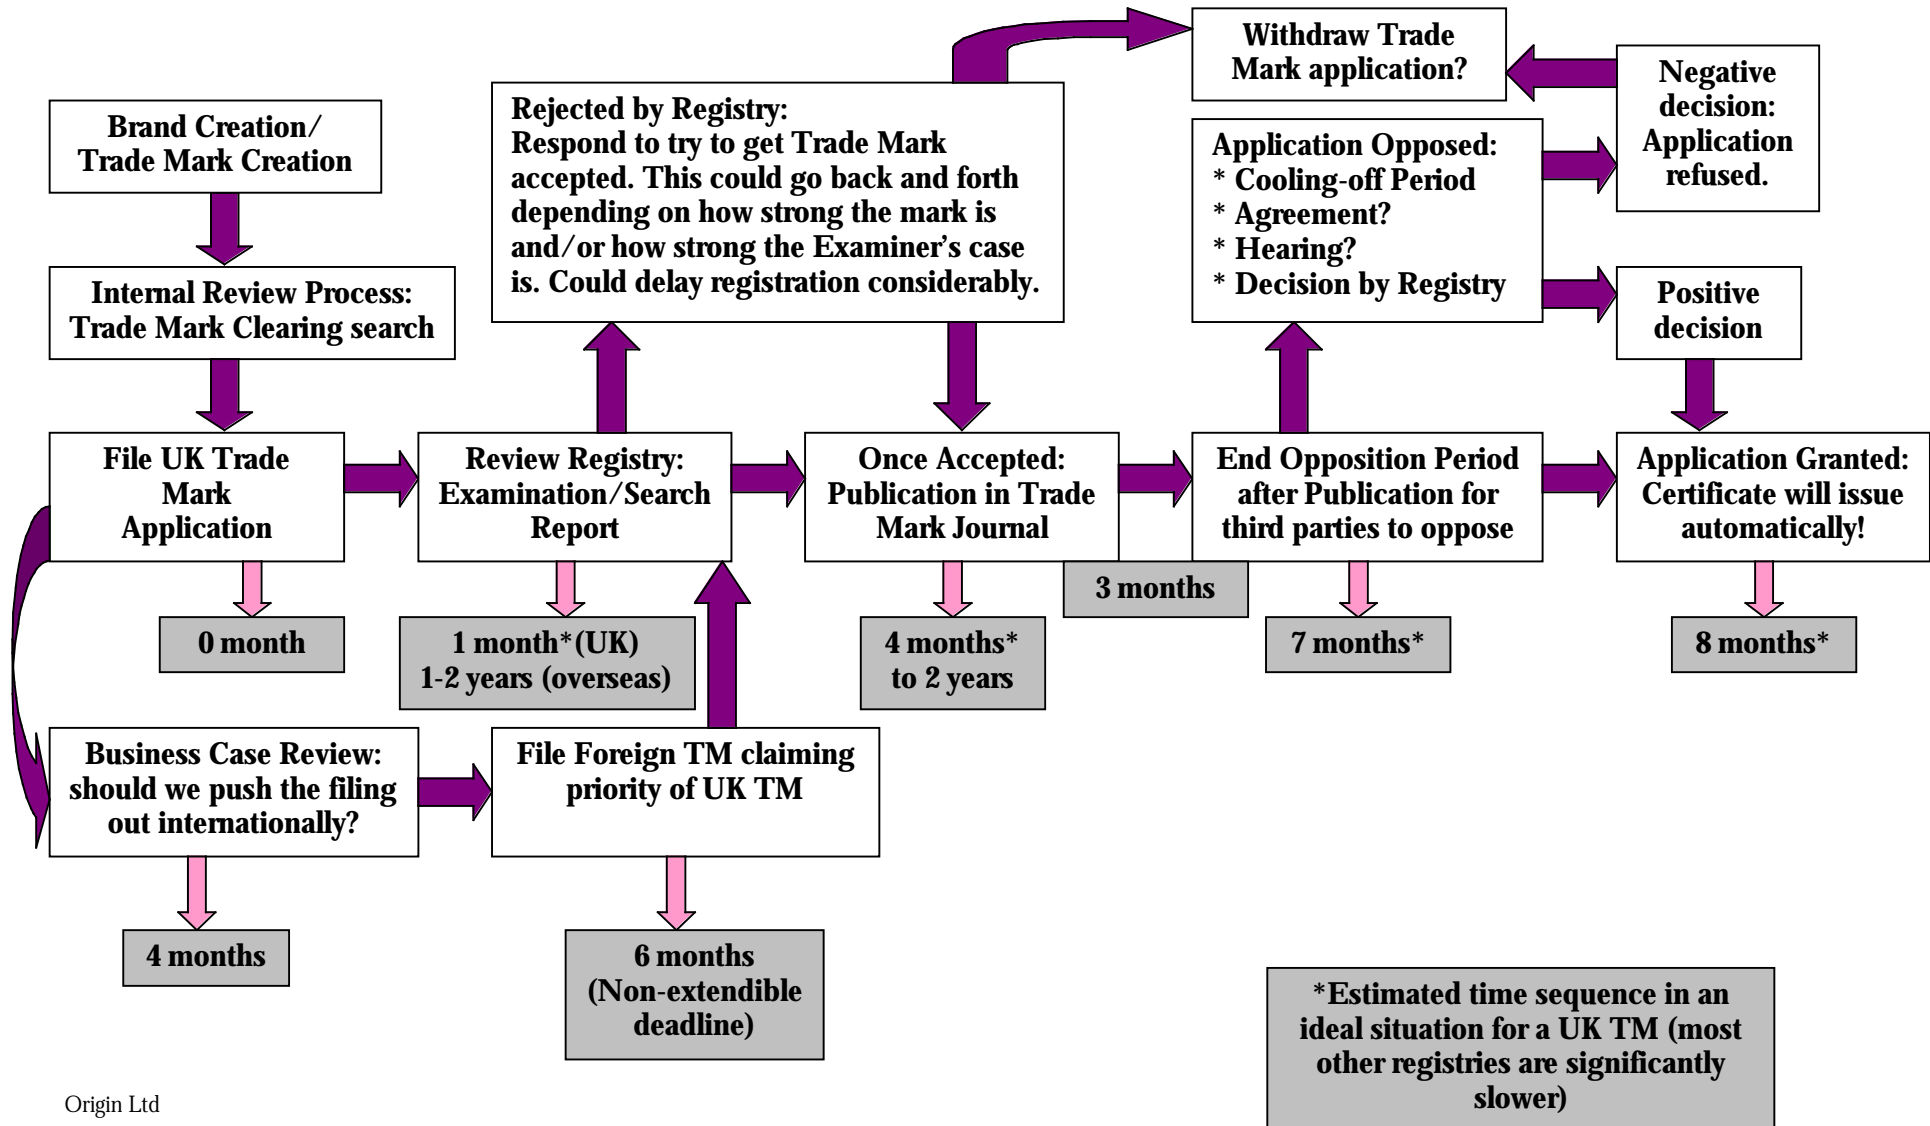 Withdraw Trade
Mark application?
Negative
decision:
Application
refused.
Brand Creation/
Trade Mark Creation
Rejected by Registry:
Respond to try to get Trade Mark
accepted. This could go back and forth
depending on how strong the mark is
and/or how strong the Examiner's case
is. Could delay registration considerably.
Application Opposed:
* Cooling-off Period
* Agreement?
* Hearing?
* Decision by Registry
Internal Review Process:
Trade Mark Clearing search
Positive
decision
File UK Trade
Mark
Application
Review Registry:
Examination/Search
Report
Once Accepted:
Publication in Trade
Mark Journal
End Opposition Period
after Publication for
third parties to oppose
Application Granted:
Certificate will issue
automatically!
3 months
0 month
1 month*(UK)
1-2 years (overseas)
4 months*
to 2 years
7 months*
8 months*
Business Case Review:
should we push the filing
out internationally?
File Foreign TM claiming
priority of UK TM
4 months
6 months
(Non-extendible
deadline)
*Estimated time sequence in an
ideal situation for a UK TM (most
other registries are significantly
slower)
Origin Ltd